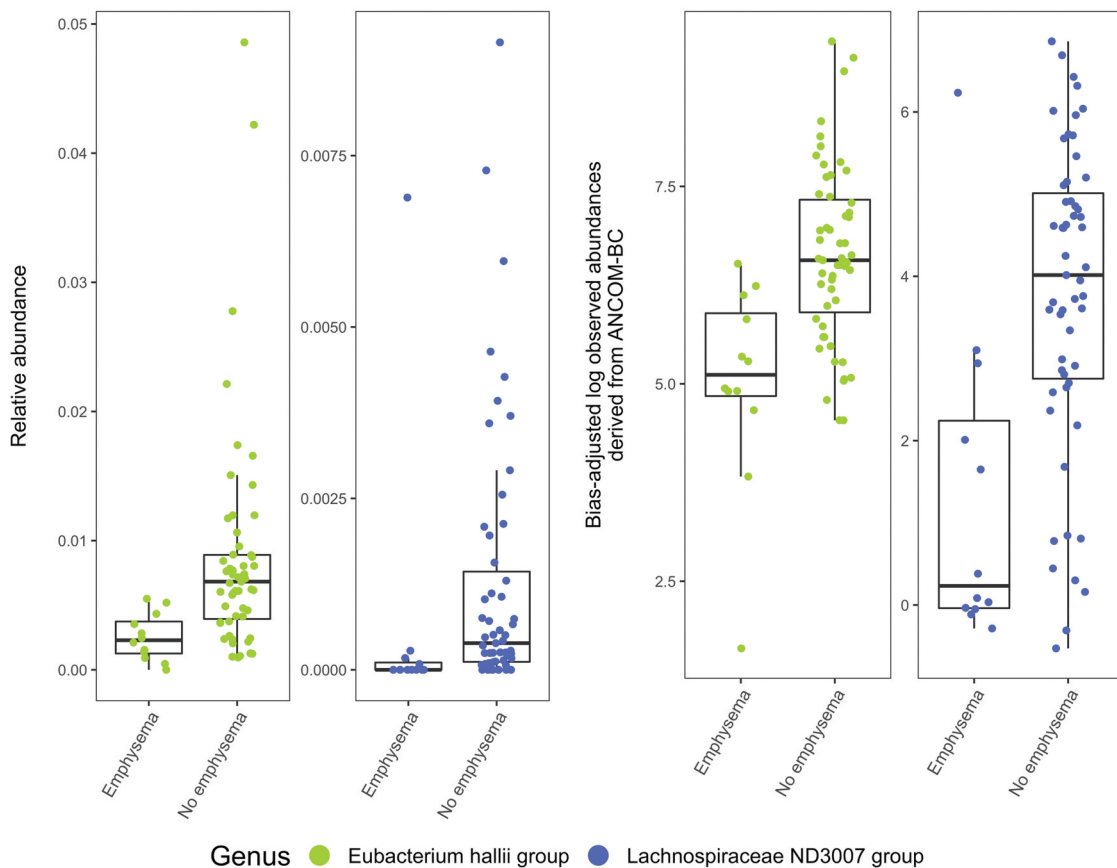 Relative abundance
0.05
0.04
0.03
0.02
0.01
0.00
Emphysema
No emphysema
0.0075
0.0050
0.0025
0.0000
Emphysema
No emphysema
Bias-adjusted log observed abundances
derived from ANCOM-BC
7.5
5.0
2.5
Emphysema
No emphysema
6
4
2
0
Emphysema
No emphysema
Genus Eubacterium hallii group Lachnospiraceae ND3007 group